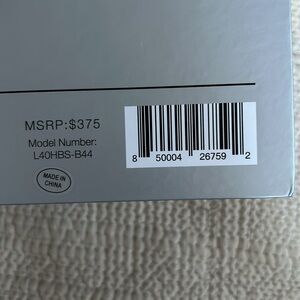 MSRP:$375
Model Number:
L40HBS-B44
MADE IN
CHINA
8 50004 26759 2